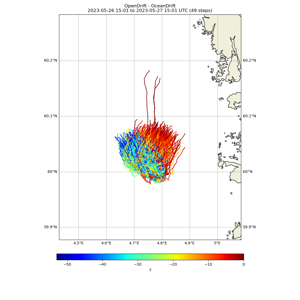 OpenDrift - OceanDrift
2023-05-26 15:01 to 2023-05-27 15:01 UTC (49 steps)
60.2°N
60.2°N
60.1°N
60.1°N
60°N
60°N
59.9°N
59.9°N
4.5°E
4.6°E
4.7°E
4.8°E
4.9°E
5°E
5.1°E
−50
−40
−30
−20
−10
0
z